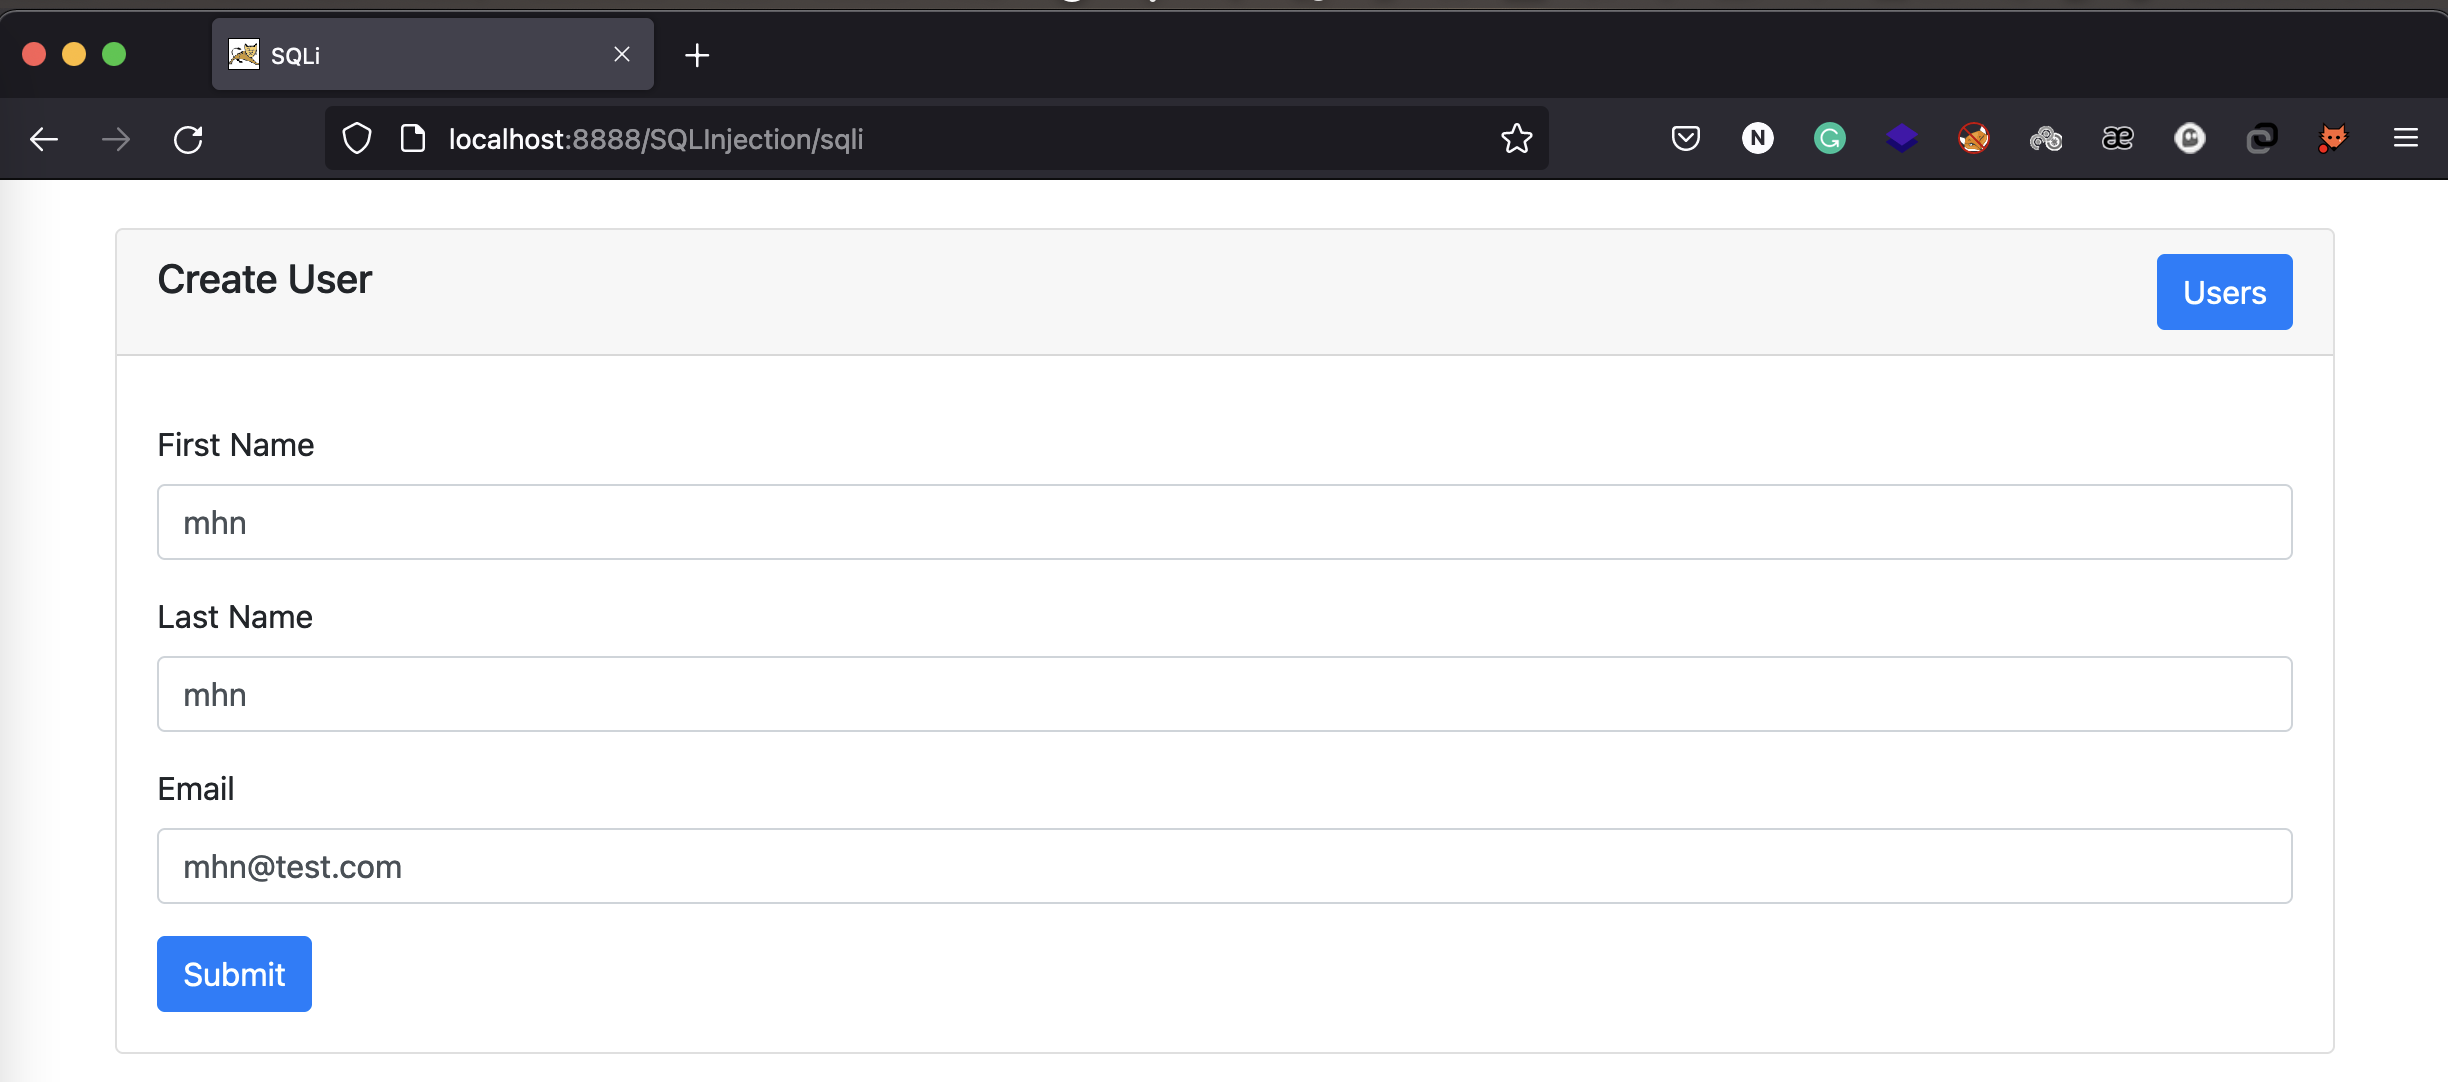 SQLi
localhost:8888/SQLInjection/sqli
N
G
æ
Create User
Users
First Name
mhn
Last Name
mhn
Email
mhn@test.com
Submit